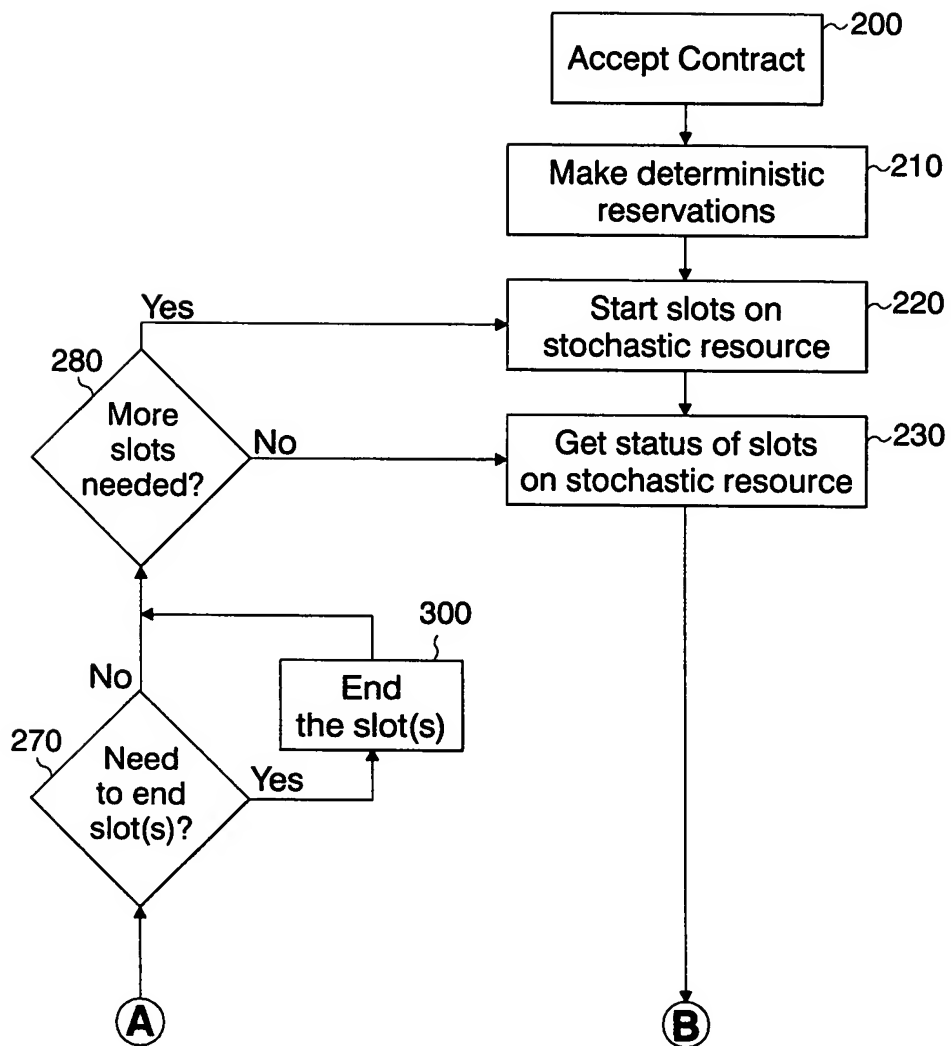 200
Accept Contract
210
Make deterministic
reservations
Yes
220
Start slots on
stochastic resource
280
More
slots
needed?
No
230
Get status of slots
on stochastic resource
300
End
the slot(s)
No
270
Need
to end
slot(s)?
Yes
A
B